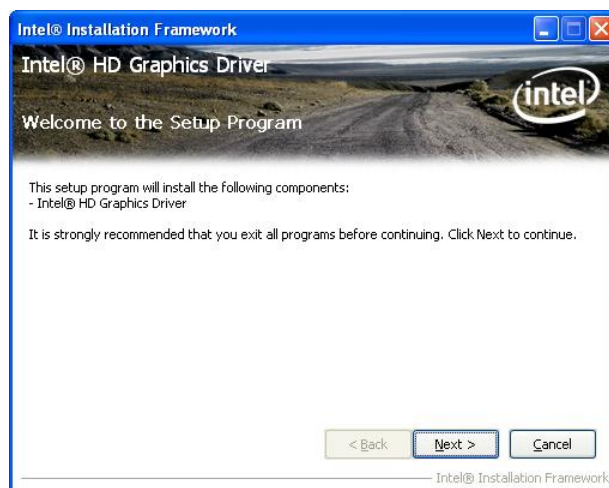 Intel® Installation Framework
Intel® HD Graphics Driver
intel
Welcome to the Setup Program
This setup program will install the following components:
- Intel® HD Graphics Driver
It is strongly recommended that you exit all programs before continuing. Click Next to continue.
< Back
Next >
Cancel
Intel® Installation Framework